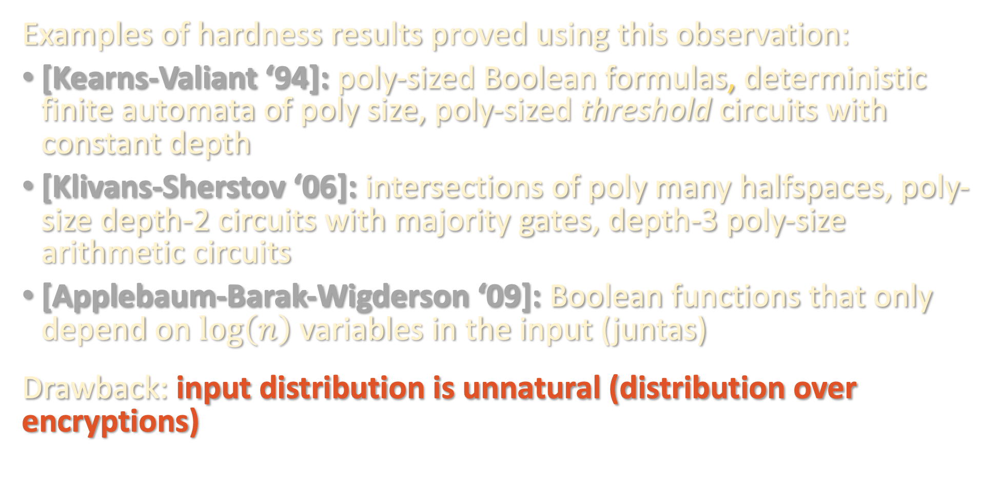 Examples of hardness results proved using this observation:
• [Kearns-Valiant ‘94]: poly-sized Boolean formulas, deterministic
finite automata of poly size, poly-sized threshold circuits with
constant depth
• [Klivans-Sherstov ‘06]: intersections of poly many halfspaces, poly-
size depth-2 circuits with majority gates, depth-3 poly-size
arithmetic circuits
• [Applebaum-Barak-Wigderson ‘09]: Boolean functions that only
depend on log(𝑛) variables in the input (juntas)
Drawback: input distribution is unnatural (distribution over
encryptions)